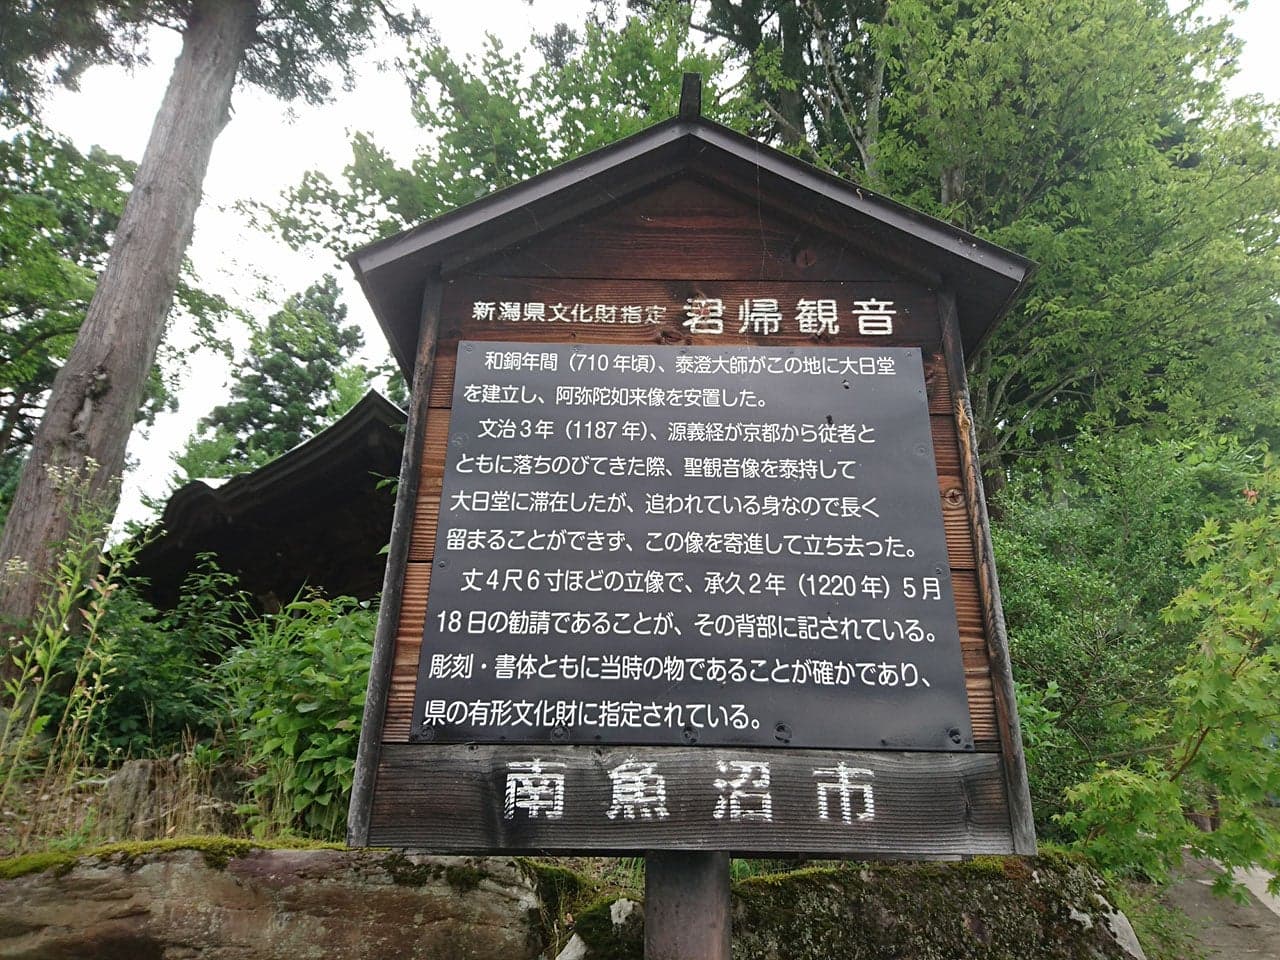 新潟県文化財指定 君帰観音
和銅年間（710年頃）、泰澄大師がこの地に大日堂
を建立し、阿弥陀如来像を安置した。
文治3年（1187年）、源義経が京都から従者と
ともに落ちのびてきた際、聖観音像を泰持して
大日堂に滞在したが、追われている身なので長く
留まることができず、この像を寄進して立ち去った。
丈4尺6寸ほどの立像で、承久2年（1220年）5月
18日の勧請であることが、その背部に記されている。
彫刻・書体ともに当時の物であることが確かであり、
県の有形文化財に指定されている。
南魚沼市